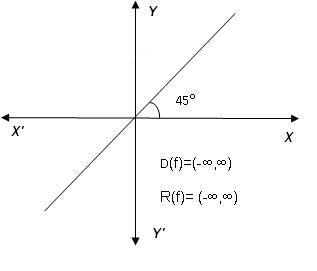 Y
45°
X'
X
D(f)=(-∞,∞)
R(f)= (-∞,∞)
Y'